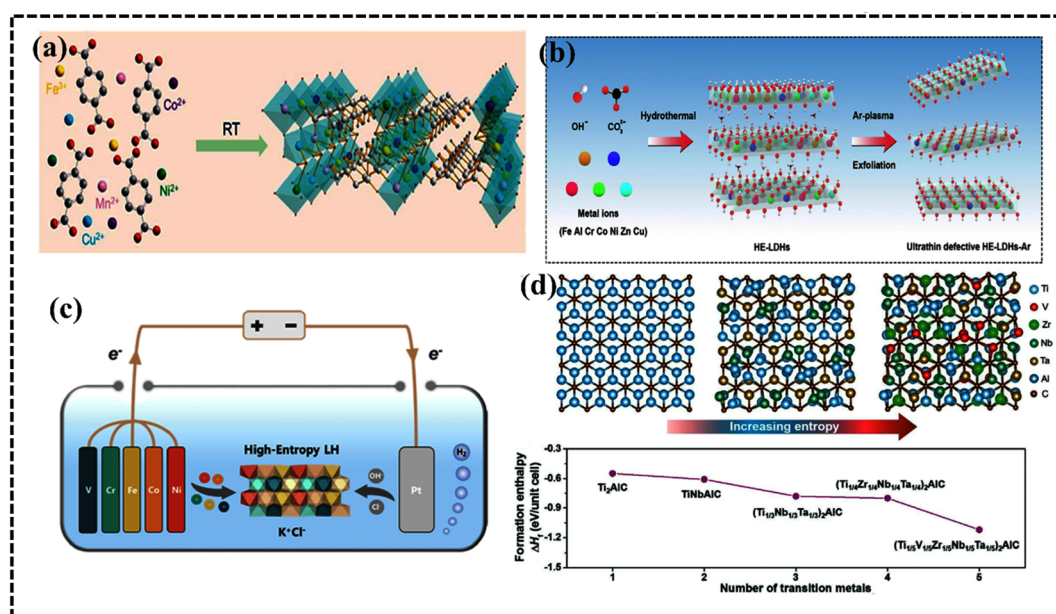 (a)
Fe³⁺
Co²⁺
Mn²⁺
Ni²⁺
Cu²⁺
RT
(b)
OH⁻
CO₃²⁻
Metal ions
(Fe Al Cr Co Ni Zn Cu)
Hydrothermal
HE-LDHs
Ar-plasma
Exfoliation
Ultrathin defective HE-LDHs-Ar
(c)
+ −
e⁻
e⁻
V
Cr
Fe
Co
Ni
High-Entropy LH
K⁺Cl⁻
OH⁻
Cl⁻
Pt
H₂
(d)
Ti
V
Zr
Nb
Ta
Al
C
Increasing entropy
Formation enthalpy
ΔHf (eV/unit cell)
-0.3
-0.6
-0.9
-1.2
-1.5
Ti₂AlC
TiNbAlC
(Ti1/3Nb1/3Ta1/3)₂AlC
(Ti1/4Zr1/4Nb1/4Ta1/4)₂AlC
(Ti1/5V1/5Zr1/5Nb1/5Ta1/5)₂AlC
1
2
3
4
5
Number of transition metals